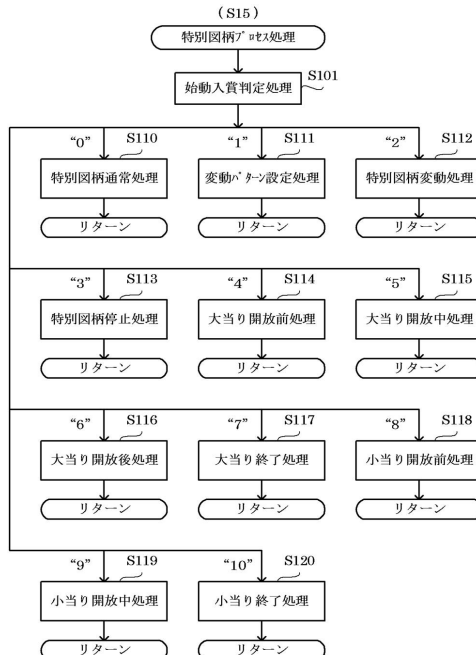 (S15)
特別図柄ﾌﾟﾛｾｽ処理
S101
始動入賞判定処理
“0” S110 “1” S111 “2” S112
特別図柄通常処理 変動ﾊﾟﾀｰﾝ設定処理 特別図柄変動処理
リターン リターン リターン
“3” S113 “4” S114 “5” S115
特別図柄停止処理 大当り開放前処理 大当り開放中処理
リターン リターン リターン
“6” S116 “7” S117 “8” S118
大当り開放後処理 大当り終了処理 小当り開放前処理
リターン リターン リターン
“9” S119 “10” S120
小当り開放中処理 小当り終了処理
リターン リターン